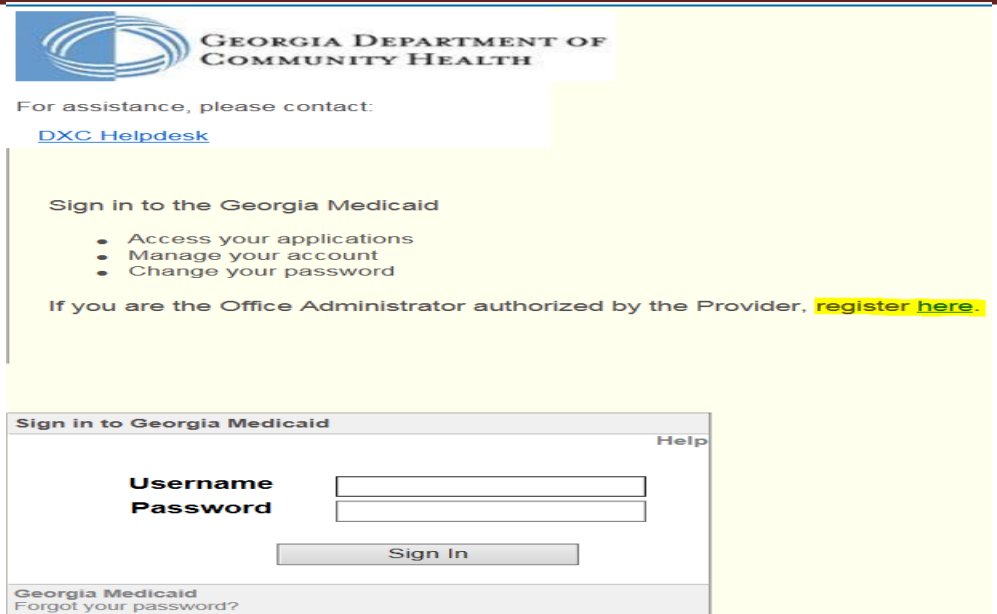 GEORGIA DEPARTMENT OF
COMMUNITY HEALTH
For assistance, please contact:
DXC Helpdesk
Sign in to the Georgia Medicaid
• Access your applications
• Manage your account
• Change your password
If you are the Office Administrator authorized by the Provider, register here.
Sign in to Georgia Medicaid
Help
Username
Password
Sign In
Georgia Medicaid
Forgot your password?